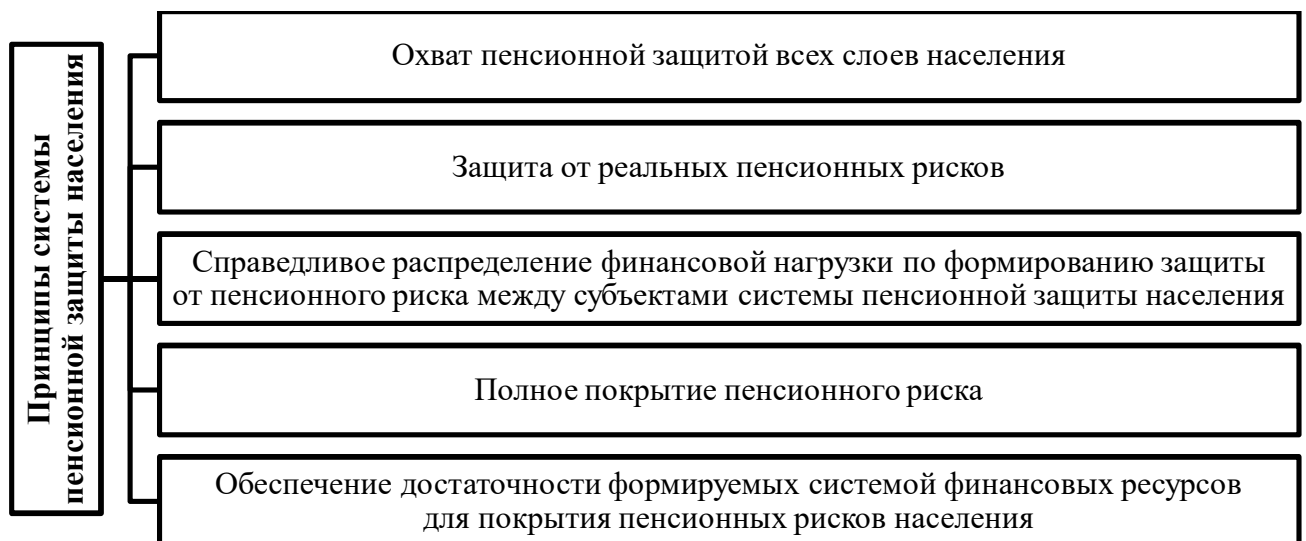 Принципы системы
пенсионной защиты населения
Охват пенсионной защитой всех слоев населения
Защита от реальных пенсионных рисков
Справедливое распределение финансовой нагрузки по формированию защиты
от пенсионного риска между субъектами системы пенсионной защиты населения
Полное покрытие пенсионного риска
Обеспечение достаточности формируемых системой финансовых ресурсов
для покрытия пенсионных рисков населения